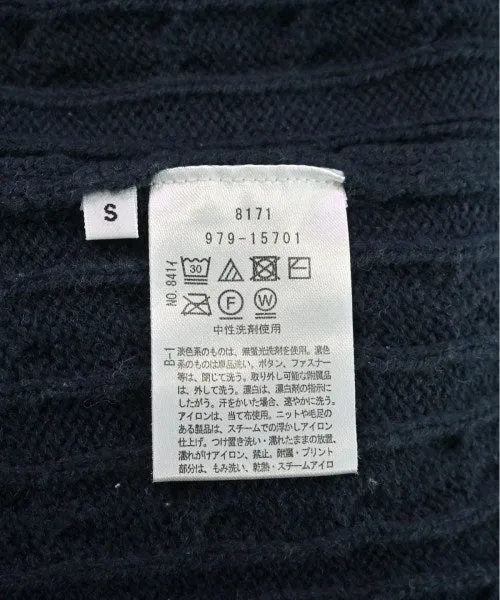 S
8171
979-15701
NO.841イ
30
F
W
中性洗剤使用
B-1
淡色系のものは、無蛍光洗剤を使用。濃色
系のものは単品洗い、ボタン、ファスナー
等は、閉じて洗う。取り外し可能な附属品
は、外して洗う。漂白は、漂白剤の指示に
したがう。汗をかいた場合、速やかに洗う。
アイロンは、当て布使用。ニットや毛足の
ある製品は、スチームでの浮かしアイロン
仕上げ。つけ置き洗い・濡れたままの放置、
濡れがけアイロン、禁止。附属・プリント
部分は、もみ洗い、乾熱・スチームアイロ